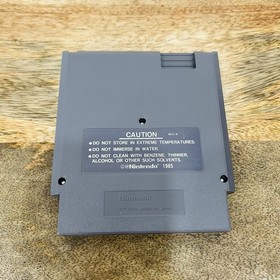 CAUTION
● DO NOT STORE IN EXTREME TEMPERATURES.
● DO NOT IMMERSE IN WATER.
● DO NOT CLEAN WITH BENZENE, THINNER,
ALCOHOL OR OTHER SUCH SOLVENTS.
©®Nintendo 1985
Nintendo